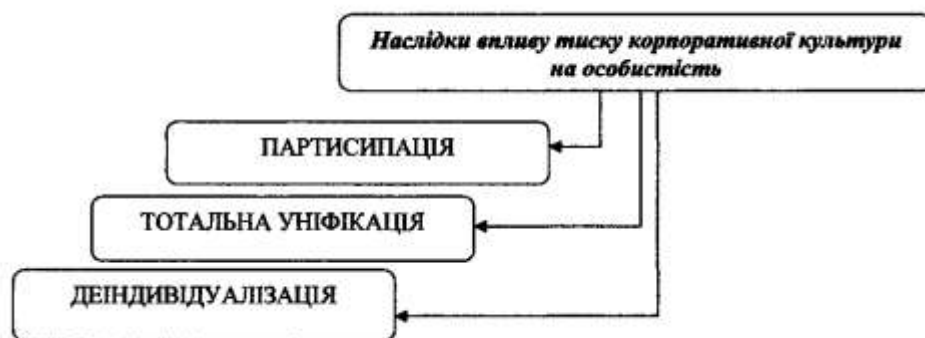 Наслідки впливу тиску корпоративної культури
на особистість
ПАРТИСИПАЦІЯ
ТОТАЛЬНА УНІФІКАЦІЯ
ДЕІНДИВІДУАЛІЗАЦІЯ